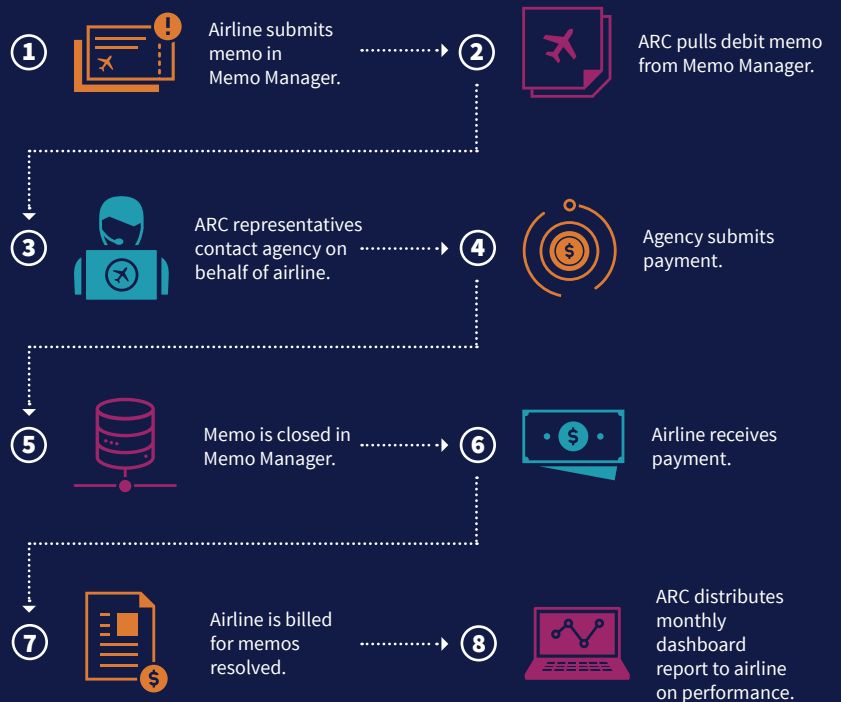 1
Airline submits
memo in
Memo Manager.
2
ARC pulls debit memo
from Memo Manager.
3
ARC representatives
contact agency on
behalf of airline.
4
$
Agency submits
payment.
5
Memo is closed in
Memo Manager.
6
$
Airline receives
payment.
7
$
Airline is billed
for memos
resolved.
8
ARC distributes
monthly
dashboard
report to airline
on performance.